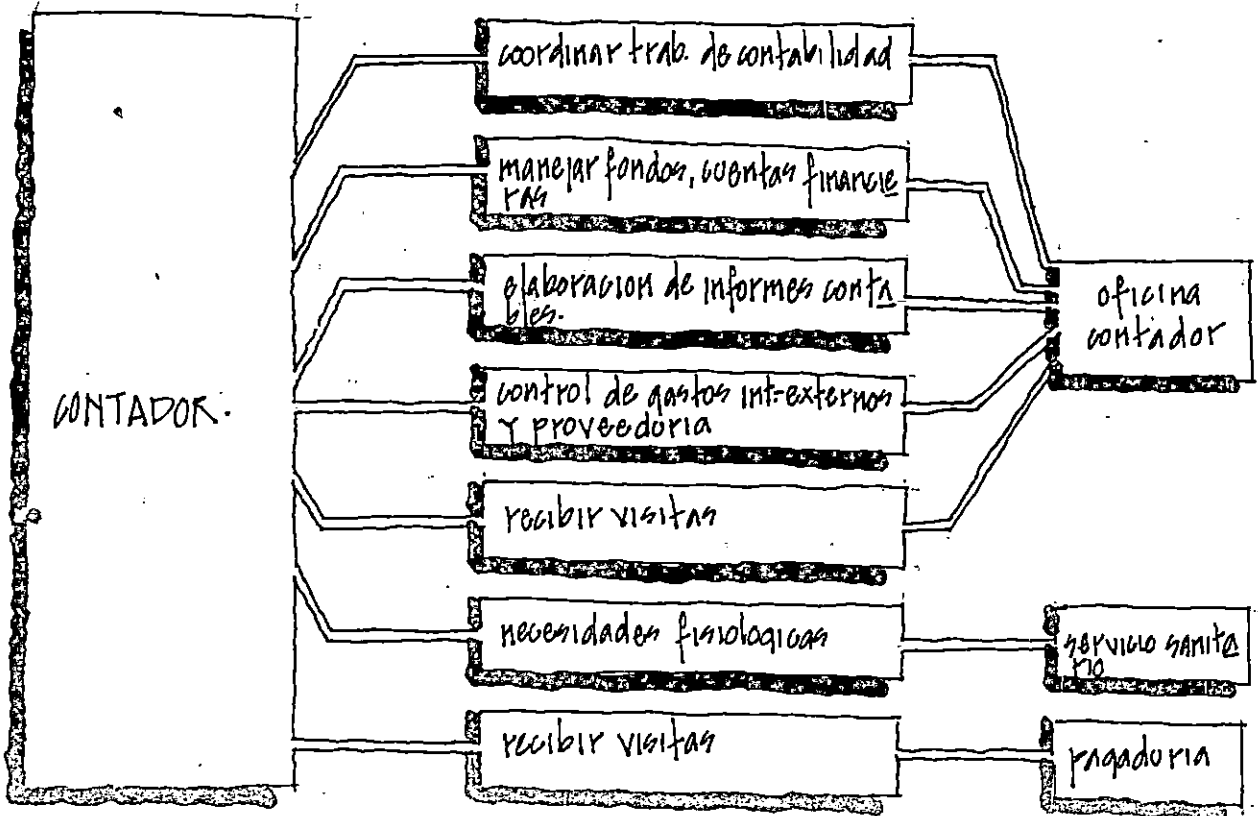 CONTADOR.
coordinar trab. de contabilidad
manejar fondos, cuentas financie
ras
elaboracion de informes conta
bles.
control de gastos int-externos
y proveeduria
recibir visitas
necesidades fisiologicas
recibir visitas
oficina
contador
servicio sanita
rio
pagaduria